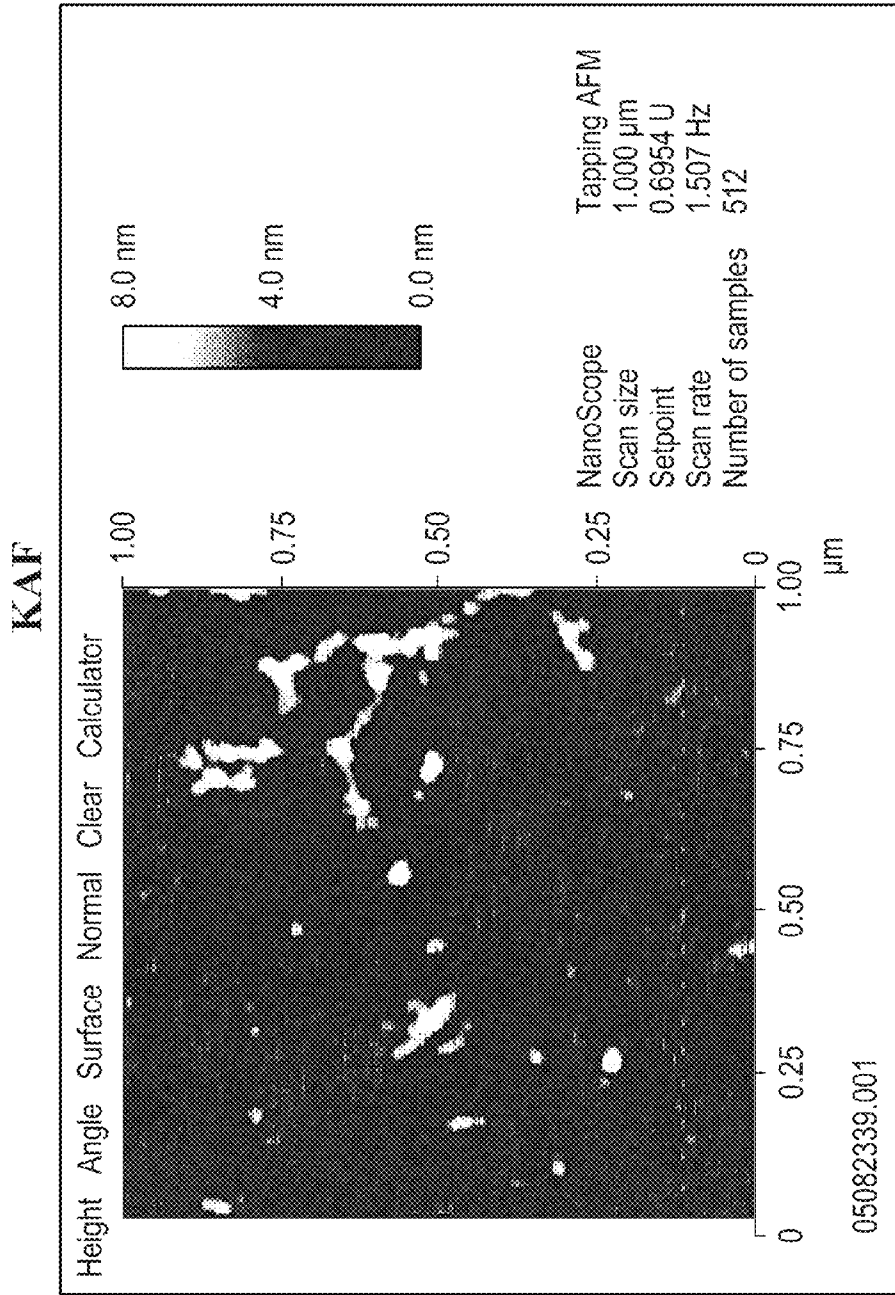 KAF
Height Angle Surface Normal Clear Calculator
8.0 nm
4.0 nm
0.0 nm
1.00
0.75
0.50
0.25
0
0 0.25 0.50 0.75 1.00
µm
NanoScope Tapping AFM
Scan size 1.000 µm
Setpoint 0.6954 U
Scan rate 1.507 Hz
Number of samples 512
05082339.001